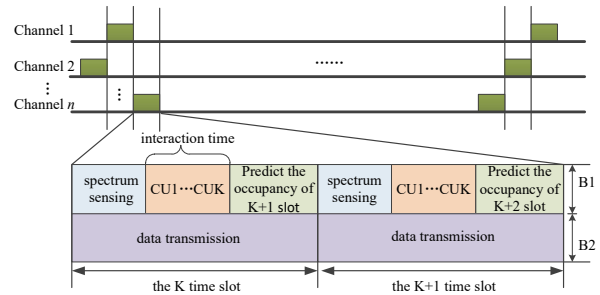 Channel 1
Channel 2
......
⋮
⋮
Channel n
interaction time
spectrum
sensing
CU1⋯CUK
Predict the
occupancy of
K+1 slot
spectrum
sensing
CU1⋯CUK
Predict the
occupancy of
K+2 slot
B1
data transmission
data transmission
B2
the K time slot
the K+1 time slot